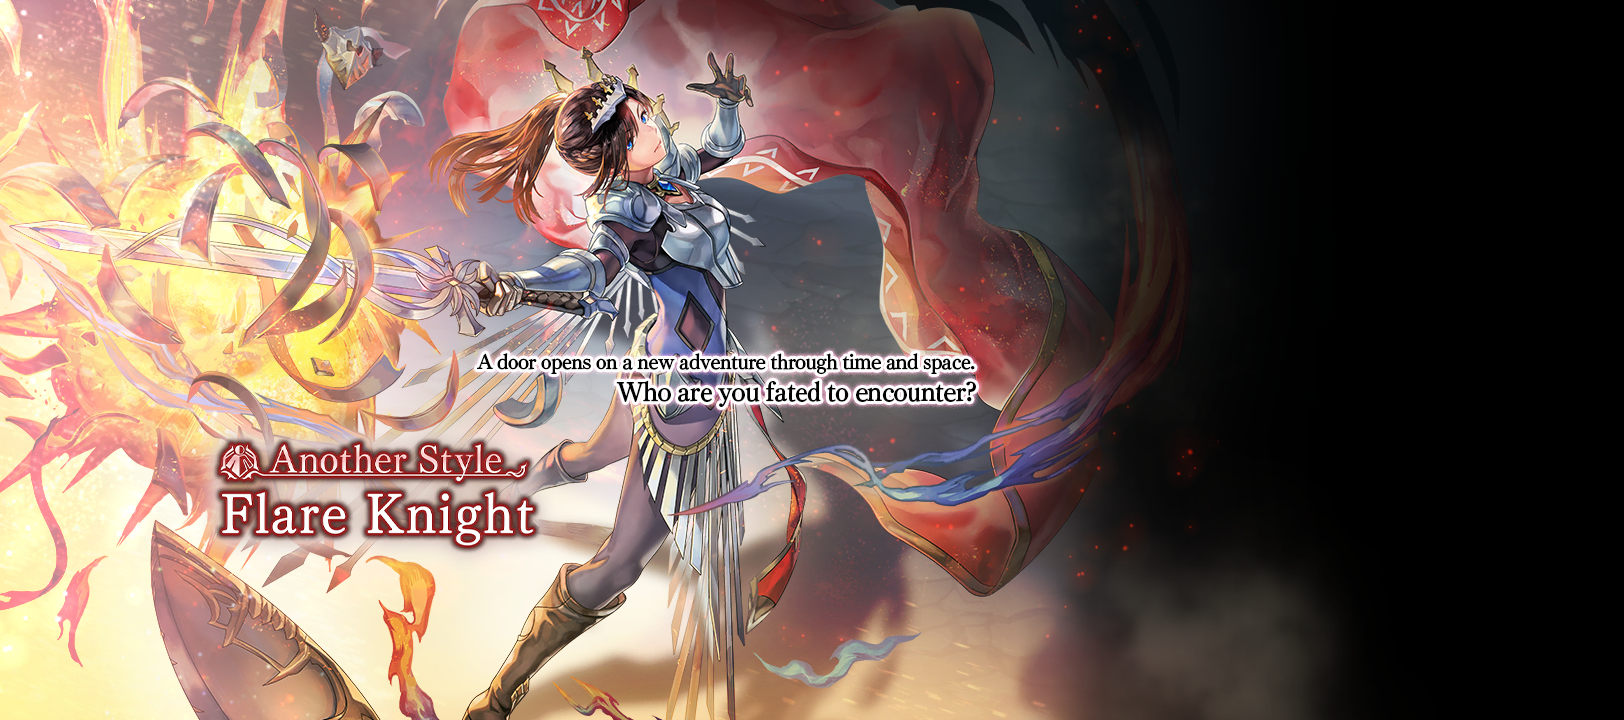 A door opens on a new adventure through time and space.
Who are you fated to encounter?
Another Style
Flare Knight